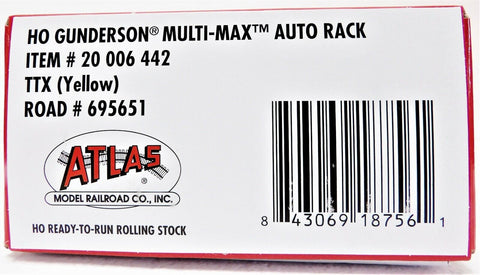 HO GUNDERSON® MULTI-MAX™ AUTO RACK
ITEM # 20 006 442
TTX (Yellow)
ROAD # 695651
ATLAS®
MODEL RAILROAD CO., INC.
HO READY-TO-RUN ROLLING STOCK
8 43069 18756 1